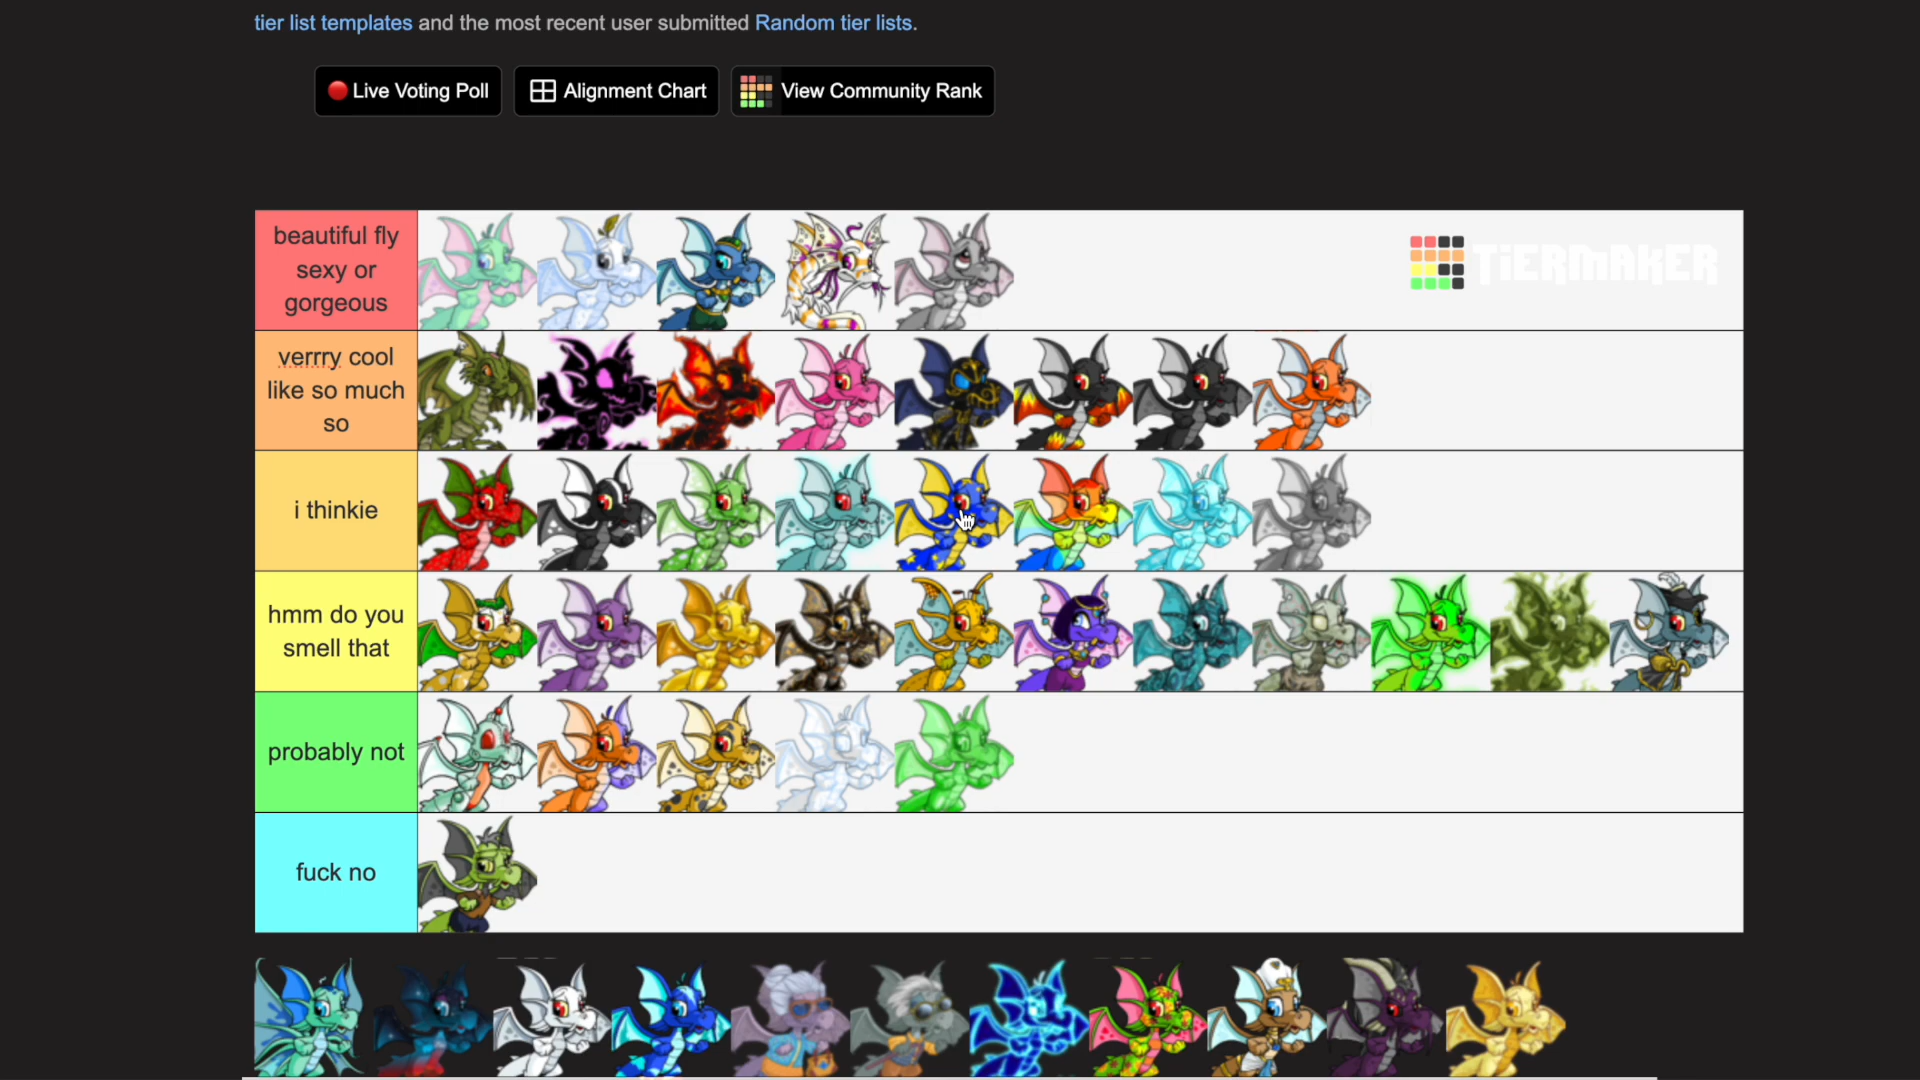 tier list templates and the most recent user submitted Random tier lists.
Live Voting Poll
Alignment Chart
View Community Rank
TIERMAKER
beautiful fly
sexy or
gorgeous
verrry cool
like so much
so
i thinkie
hmm do you
smell that
probably not
fuck no